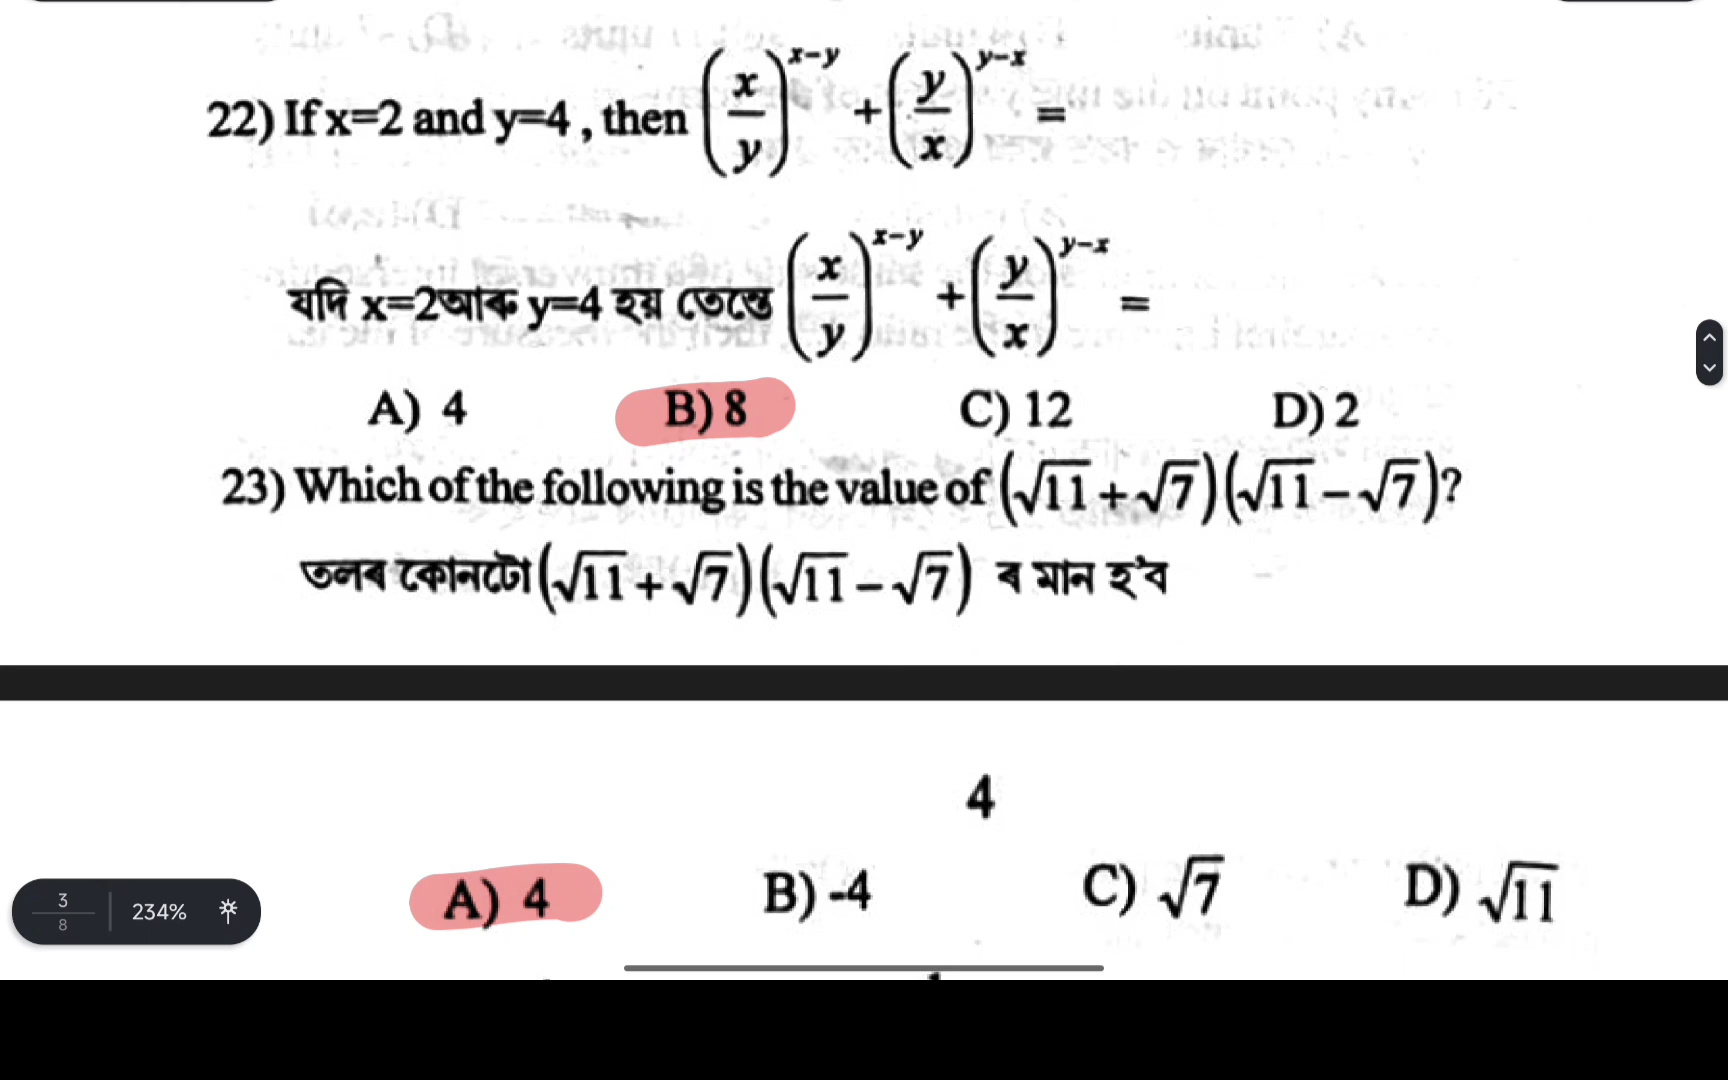 22) If x=2 and y=4 , then (x/y)^(x−y) + (y/x)^(y−x) =
যদি x=2আৰু y=4 হয় তেন্তে (x/y)^(x−y) + (y/x)^(y−x) =
A) 4 B) 8 C) 12 D) 2
23) Which of the following is the value of (√11 + √7)(√11 − √7)?
তলৰ কোনটো (√11 + √7)(√11 − √7) ৰ মান হ'ব
4
A) 4 B) -4 C) √7 D) √11
3
8
234%